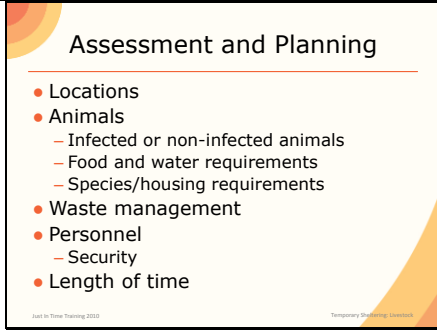 Assessment and Planning
● Locations
● Animals
– Infected or non-infected animals
– Food and water requirements
– Species/housing requirements
● Waste management
● Personnel
– Security
● Length of time
Just In Time Training 2010
Temporary Sheltering: Livestock